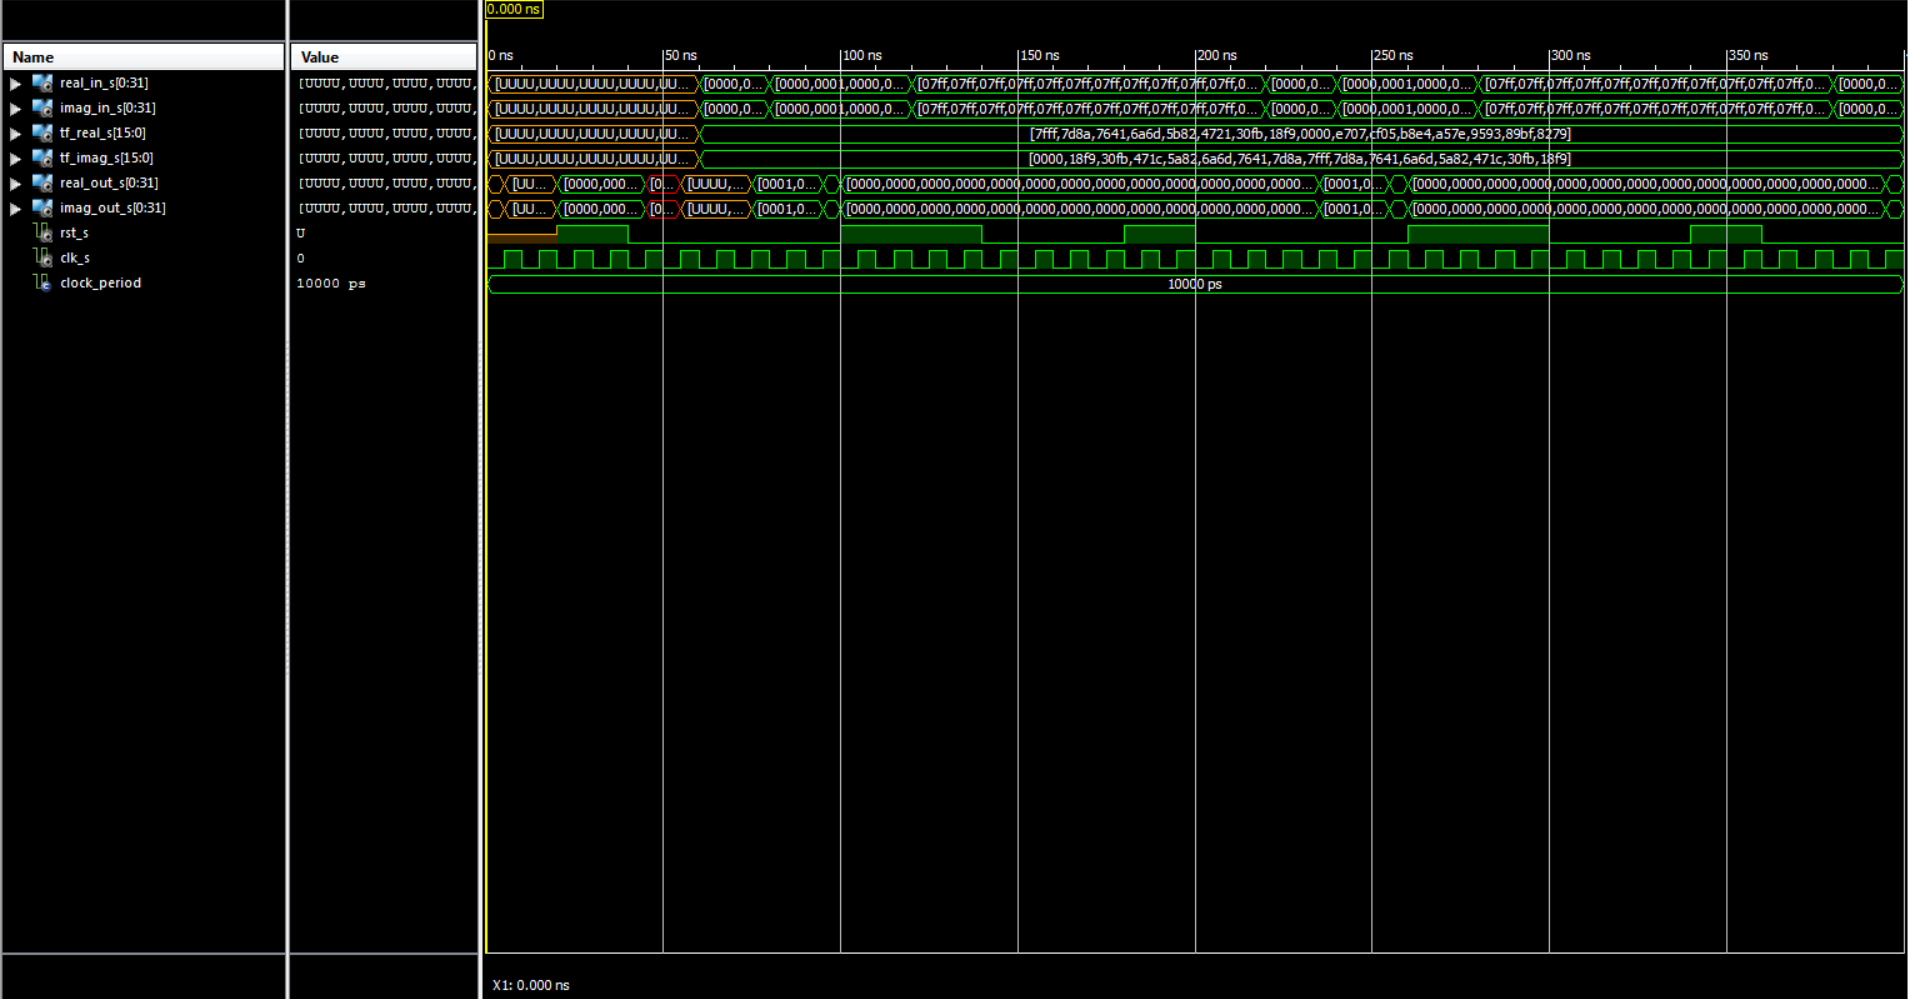 0.000 ns
Name Value 0 ns 50 ns 100 ns 150 ns 200 ns 250 ns 300 ns 350 ns
real_in_s[0:31] [UUUU,UUUU,UUUU,UUUU, [UUUU,UUUU,UUUU,UUUU,UU... [0000,0... [0000,0001,0000,0... [07ff,07ff,07ff,07ff,07ff,07ff,07ff,07ff,07ff,0... [0000,0... [0000,0001,0000,0... [07ff,07ff,07ff,07ff,07ff,07ff,07ff,07ff,07ff,0... [0000,0...
imag_in_s[0:31] [UUUU,UUUU,UUUU,UUUU, [UUUU,UUUU,UUUU,UUUU,UU... [0000,0... [0000,0001,0000,0... [07ff,07ff,07ff,07ff,07ff,07ff,07ff,07ff,07ff,0... [0000,0... [0000,0001,0000,0... [07ff,07ff,07ff,07ff,07ff,07ff,07ff,07ff,07ff,0... [0000,0...
tf_real_s[15:0] [UUUU,UUUU,UUUU,UUUU, [UUUU,UUUU,UUUU,UUUU,UU... [7fff,7d8a,7641,6a6d,5b82,4721,30fb,18f9,0000,e707,cf05,b8e4,a57e,9593,89bf,8279]
tf_imag_s[15:0] [UUUU,UUUU,UUUU,UUUU, [UUUU,UUUU,UUUU,UUUU,UU... [0000,18f9,30fb,471c,5a82,6a6d,7641,7d8a,7fff,7d8a,7641,6a6d,5a82,471c,30fb,18f9]
real_out_s[0:31] [UUUU,UUUU,UUUU,UUUU, [UU... [0000,000... [0... [UUUU,... [0001,0... [0000,0000,0000,0000,0000,0000,0000,0000,0000,0000,0000,0000... [0001,0... [0000,0000,0000,0000,0000,0000,0000,0000,0000,0000,0000,0000...
imag_out_s[0:31] [UUUU,UUUU,UUUU,UUUU, [UU... [0000,000... [0... [UUUU,... [0001,0... [0000,0000,0000,0000,0000,0000,0000,0000,0000,0000,0000,0000... [0001,0... [0000,0000,0000,0000,0000,0000,0000,0000,0000,0000,0000,0000...
rst_s U
clk_s 0
clock_period 10000 ps 10000 ps
X1: 0.000 ns